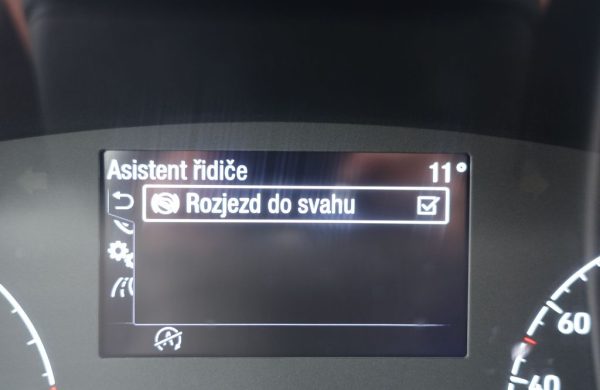 Asistent řidiče 11°
Rozjezd do svahu
A
60
40